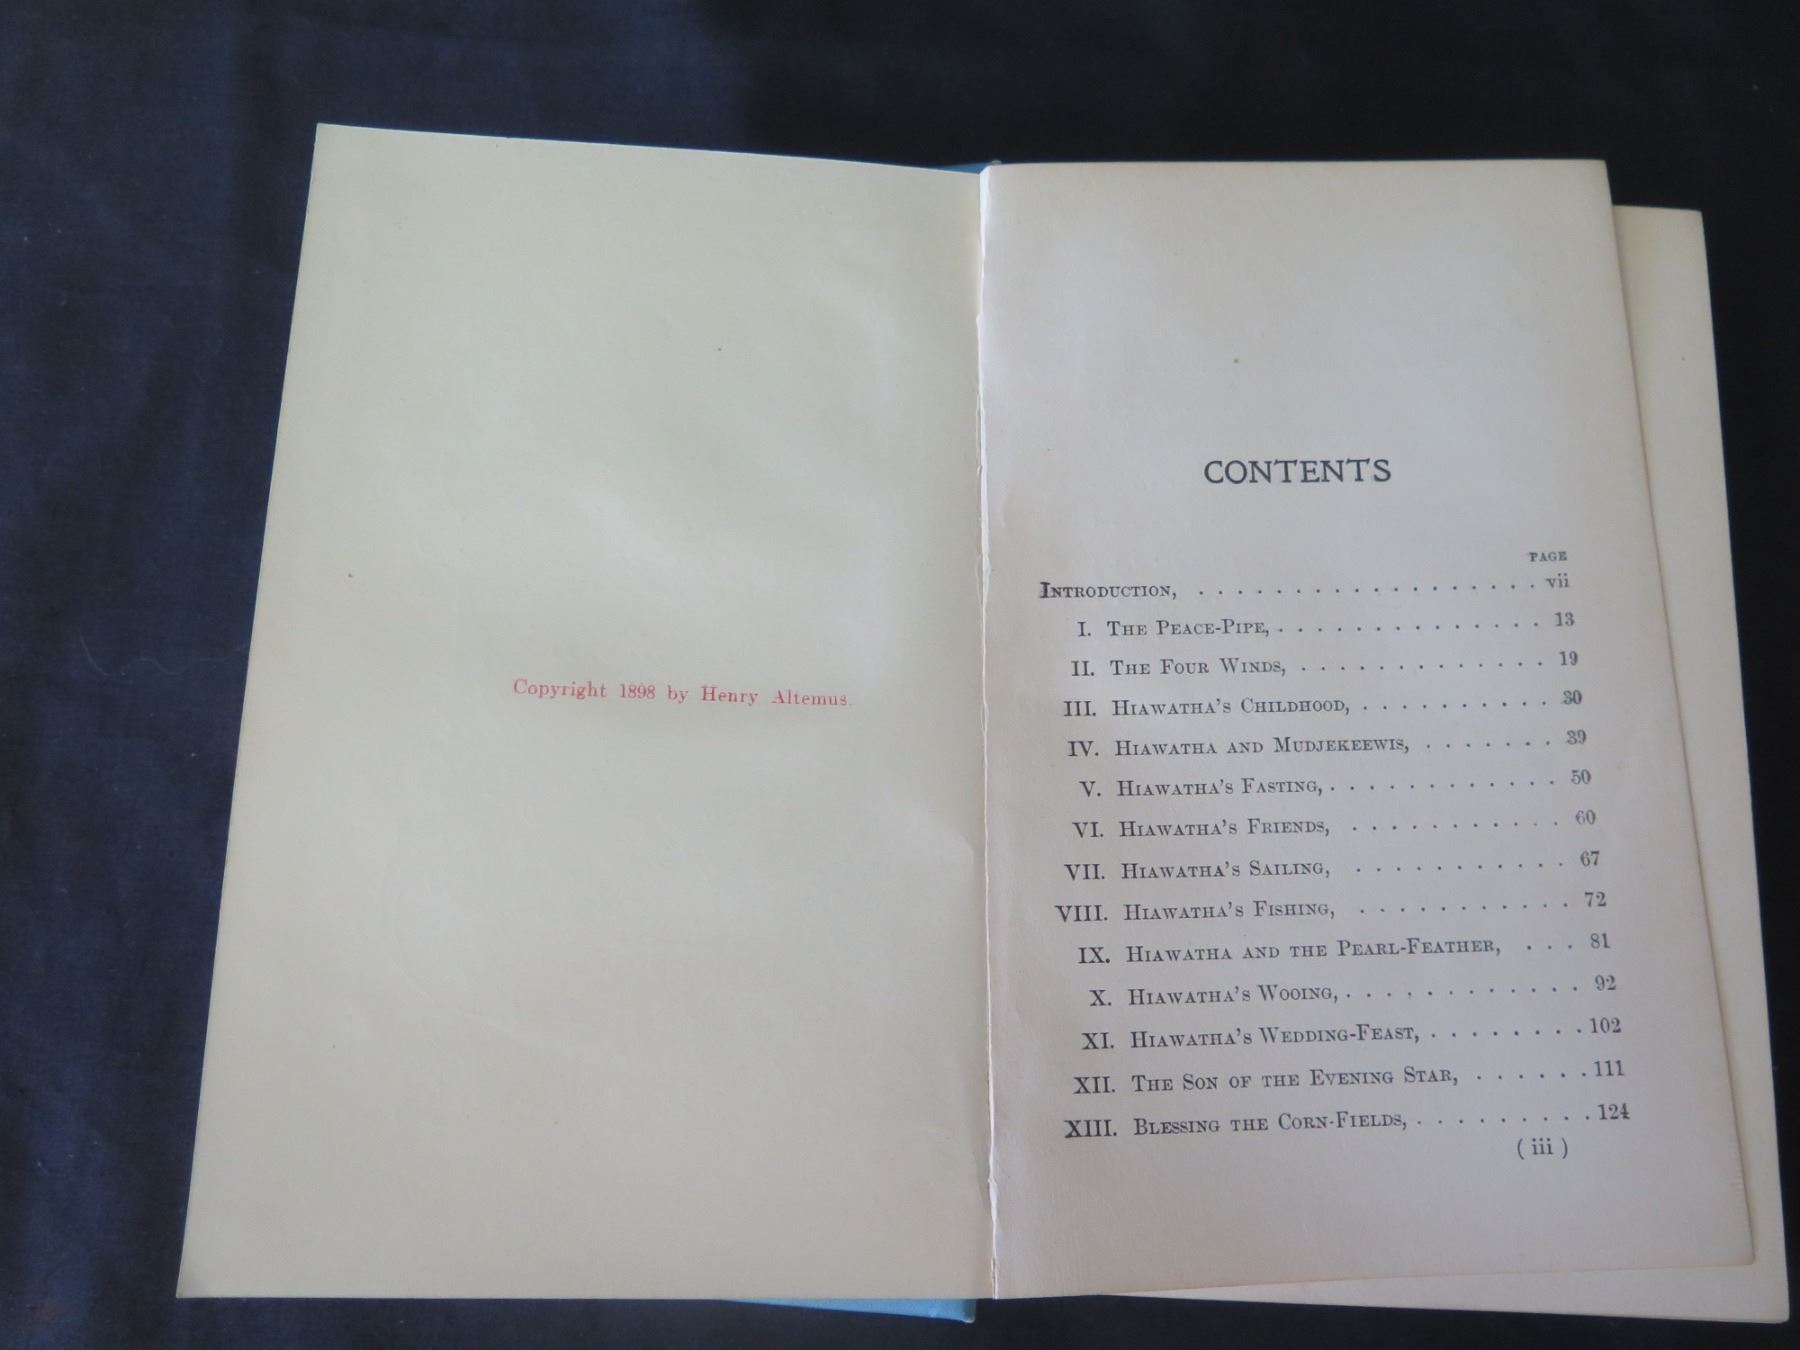 Copyright 1898 by Henry Altemus.
CONTENTS
PAGE
INTRODUCTION, . . . . . . . . . . . . . . . . . . vii
I. THE PEACE-PIPE, . . . . . . . . . . . . . . 13
II. THE FOUR WINDS, . . . . . . . . . . . . . 19
III. HIAWATHA'S CHILDHOOD, . . . . . . . . . . 30
IV. HIAWATHA AND MUDJEKEEWIS, . . . . . . . 39
V. HIAWATHA'S FASTING, . . . . . . . . . . . . 50
VI. HIAWATHA'S FRIENDS, . . . . . . . . . . . 60
VII. HIAWATHA'S SAILING, . . . . . . . . . . . 67
VIII. HIAWATHA'S FISHING, . . . . . . . . . . . 72
IX. HIAWATHA AND THE PEARL-FEATHER, . . . 81
X. HIAWATHA'S WOOING, . . . . . . . . . . . . 92
XI. HIAWATHA'S WEDDING-FEAST, . . . . . . . . 102
XII. THE SON OF THE EVENING STAR, . . . . . . 111
XIII. BLESSING THE CORN-FIELDS, . . . . . . . . . 124
( iii )